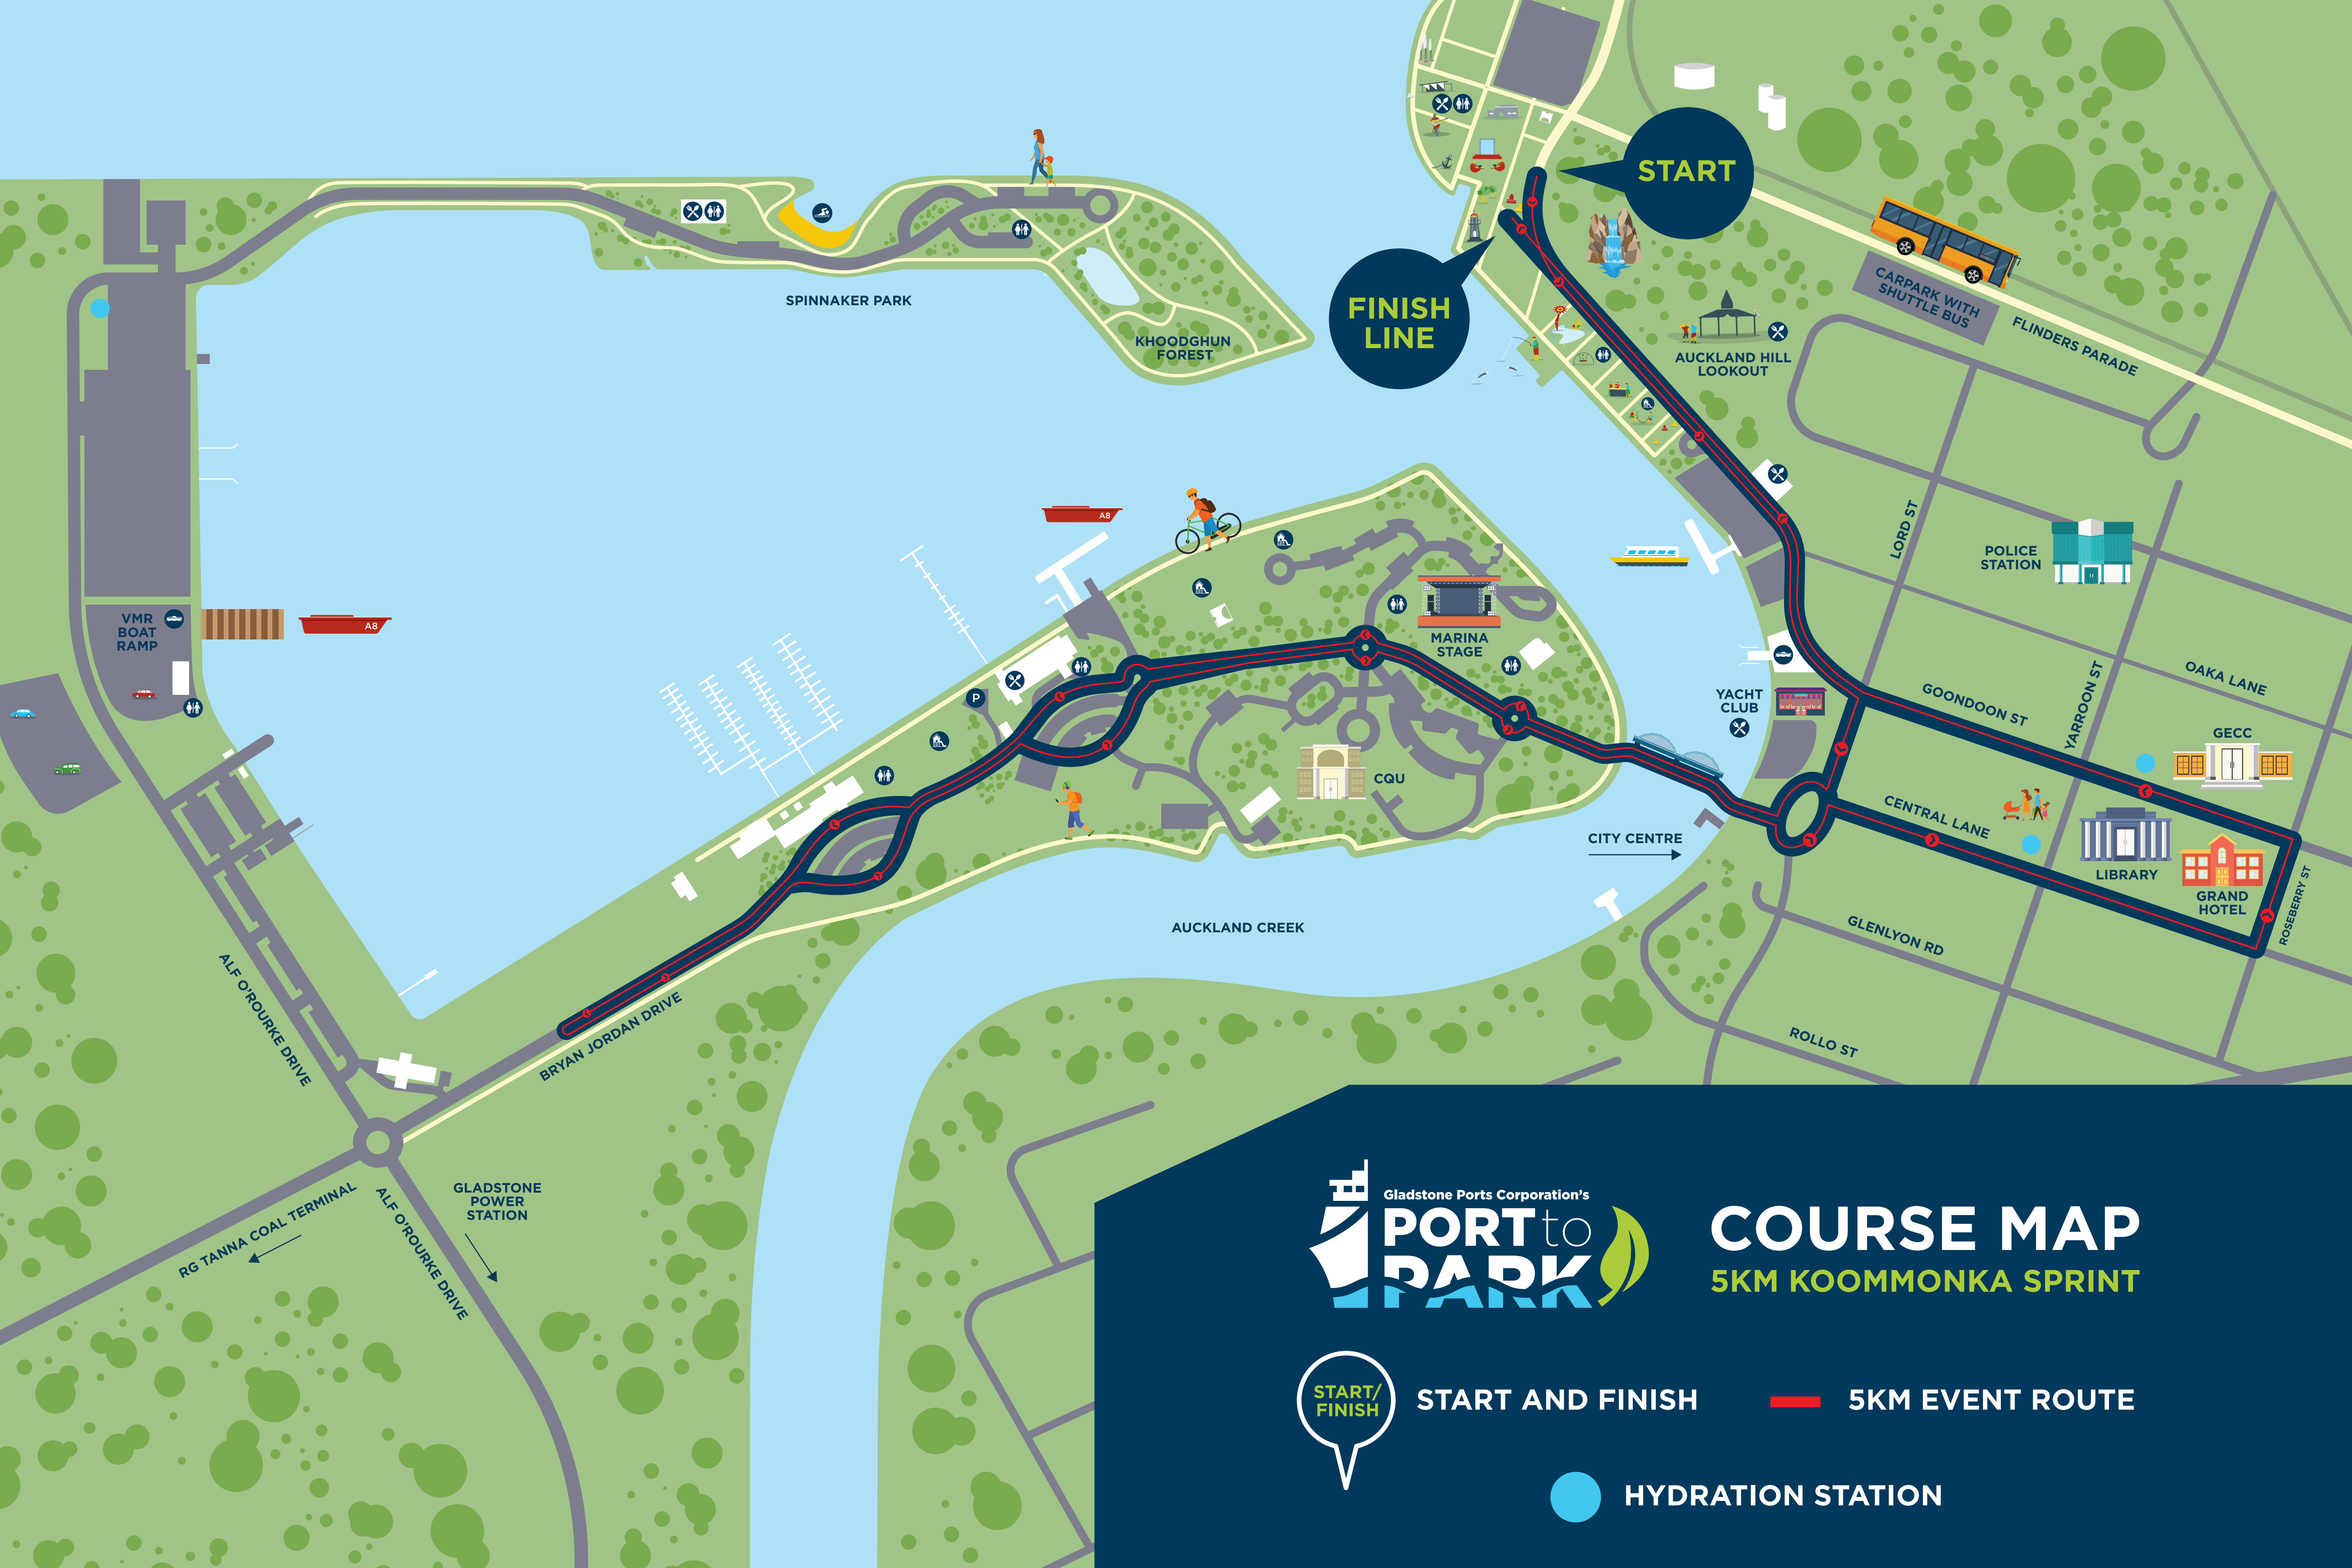 START
FINISH
LINE
CARPARK WITH
SHUTTLE BUS
FLINDERS PARADE
SPINNAKER PARK
KHOODGHUN
FOREST
AUCKLAND HILL
LOOKOUT
A8
LORD ST
POLICE
STATION
VMR
BOAT
RAMP
A8
MARINA
STAGE
P
YACHT
CLUB
GOONDOON ST
YARROON ST
OAKA LANE
GECC
CQU
CITY CENTRE
CENTRAL LANE
LIBRARY
GRAND
HOTEL
ROSEBERRY ST
AUCKLAND CREEK
GLENLYON RD
ROLLO ST
ALF O'ROURKE DRIVE
BRYAN JORDAN DRIVE
RG TANNA COAL TERMINAL
ALF O'ROURKE DRIVE
GLADSTONE
POWER
STATION
Gladstone Ports Corporation's
PORT to
PARK
COURSE MAP
5KM KOOMMONKA SPRINT
START/
FINISH
START AND FINISH
5KM EVENT ROUTE
HYDRATION STATION